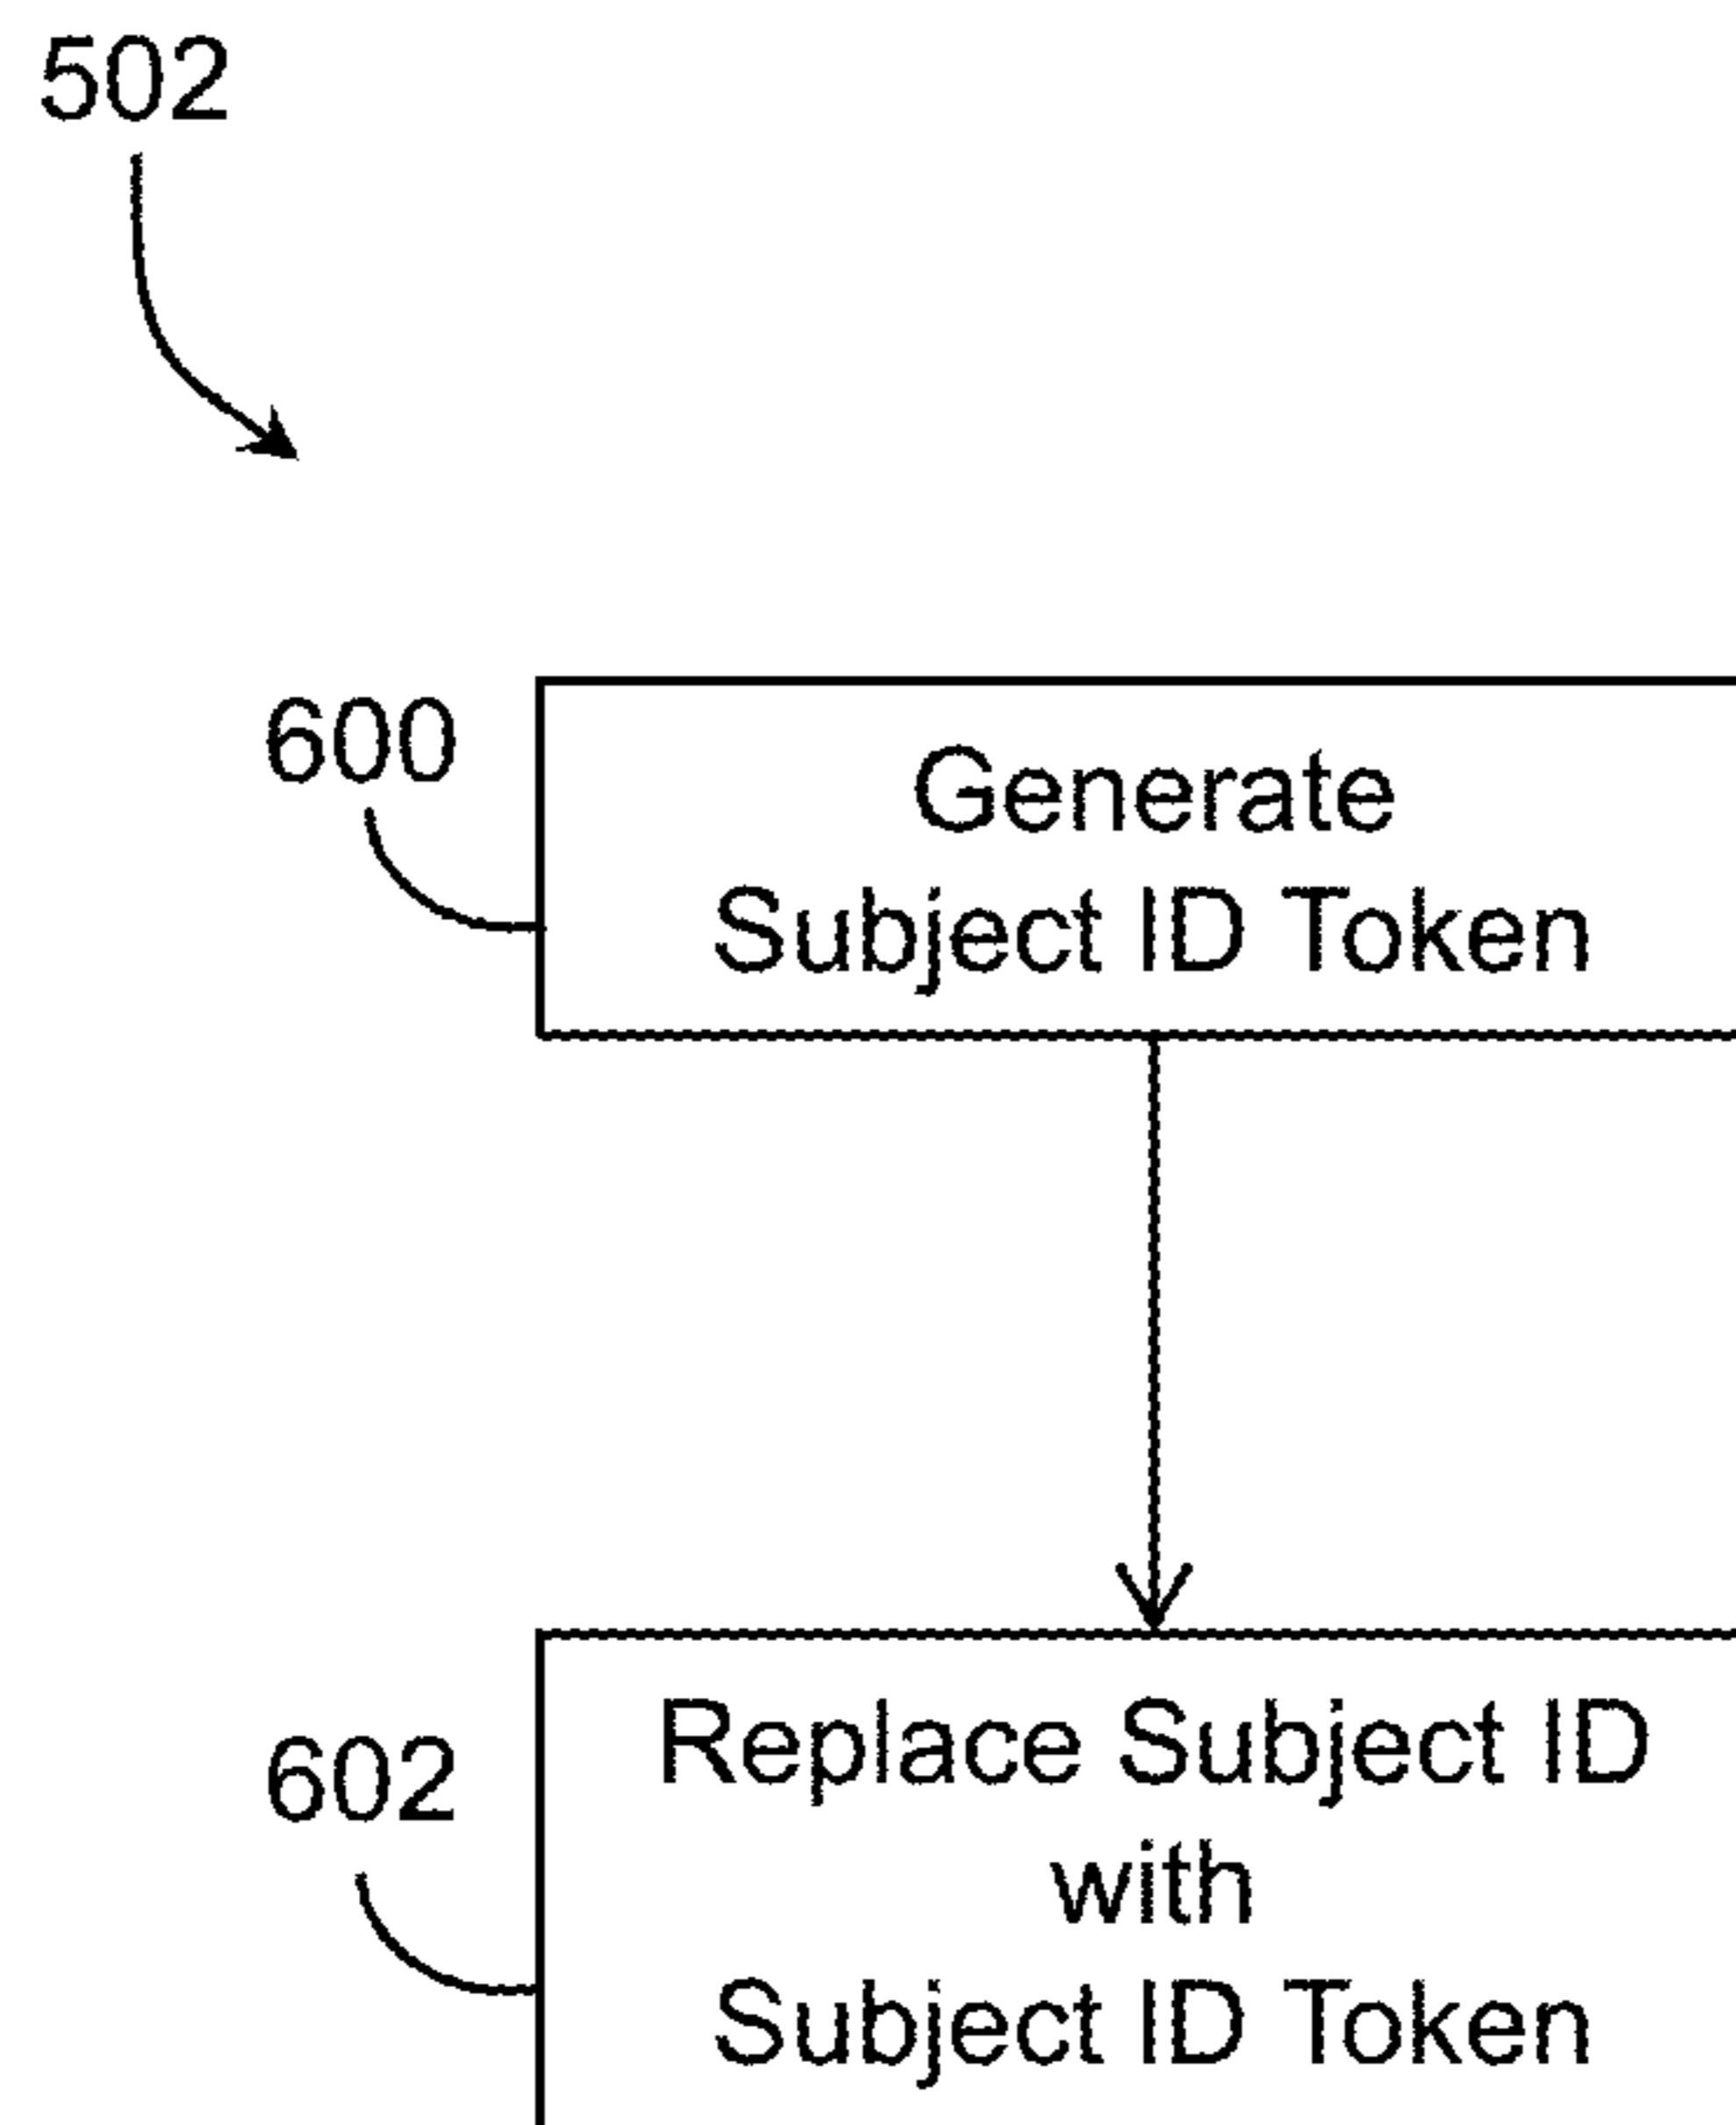 502
600
Generate
Subject ID Token
602
Replace Subject ID
with
Subject ID Token